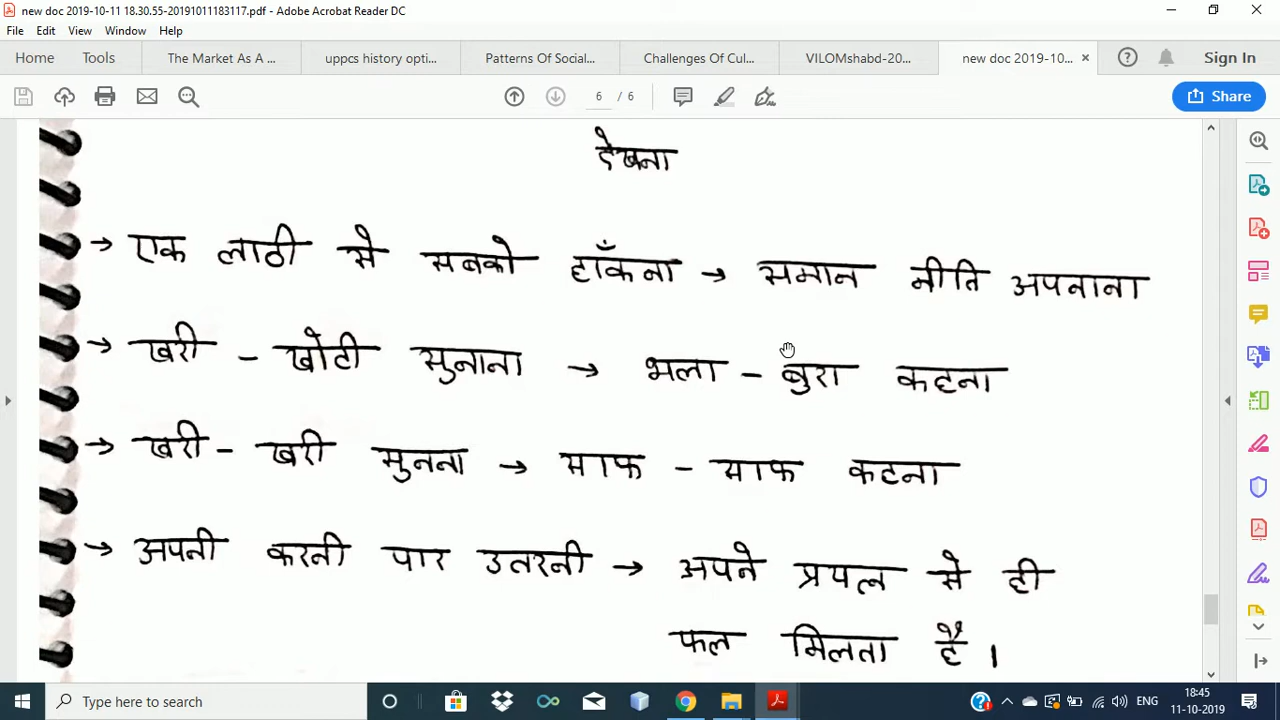 new doc 2019-10-11 18.30.55-20191011183117.pdf - Adobe Acrobat Reader DC
File Edit View Window Help
Home Tools The Market As A ... uppcs history opti... Patterns Of Social... Challenges Of Cul... VILOMshabd-20... new doc 2019-10... × Sign In
6 / 6 Share
देखना
→ एक लाठी से सबको हाँकना → समान नीति अपनाना
→ खरी - खोटी सुनाना → भला - बुरा कहना
→ खरी - खरी सुनना → साफ - साफ कहना
→ अपनी करनी पार उतरनी → अपने प्रयत्न से ही
फल मिलता है ।
Type here to search ENG 18:45
11-10-2019